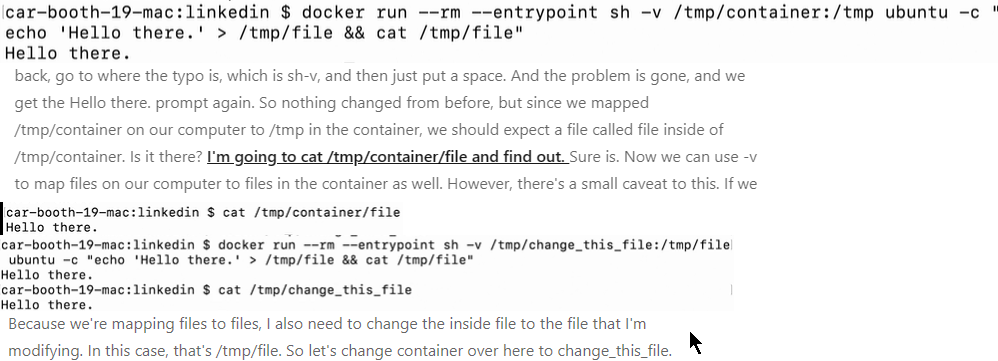 car-booth-19-mac:linkedin $ docker run --rm --entrypoint sh -v /tmp/container:/tmp ubuntu -c "
echo 'Hello there.' > /tmp/file && cat /tmp/file"
Hello there.
back, go to where the typo is, which is sh-v, and then just put a space. And the problem is gone, and we
get the Hello there. prompt again. So nothing changed from before, but since we mapped
/tmp/container on our computer to /tmp in the container, we should expect a file called file inside of
/tmp/container. Is it there? I'm going to cat /tmp/container/file and find out. Sure is. Now we can use -v
to map files on our computer to files in the container as well. However, there's a small caveat to this. If we
car-booth-19-mac:linkedin $ cat /tmp/container/file
Hello there.
car-booth-19-mac:linkedin $ docker run --rm --entrypoint sh -v /tmp/change_this_file:/tmp/file
ubuntu -c "echo 'Hello there.' > /tmp/file && cat /tmp/file"
Hello there.
car-booth-19-mac:linkedin $ cat /tmp/change_this_file
Hello there.
Because we're mapping files to files, I also need to change the inside file to the file that I'm
modifying. In this case, that's /tmp/file. So let's change container over here to change_this_file.